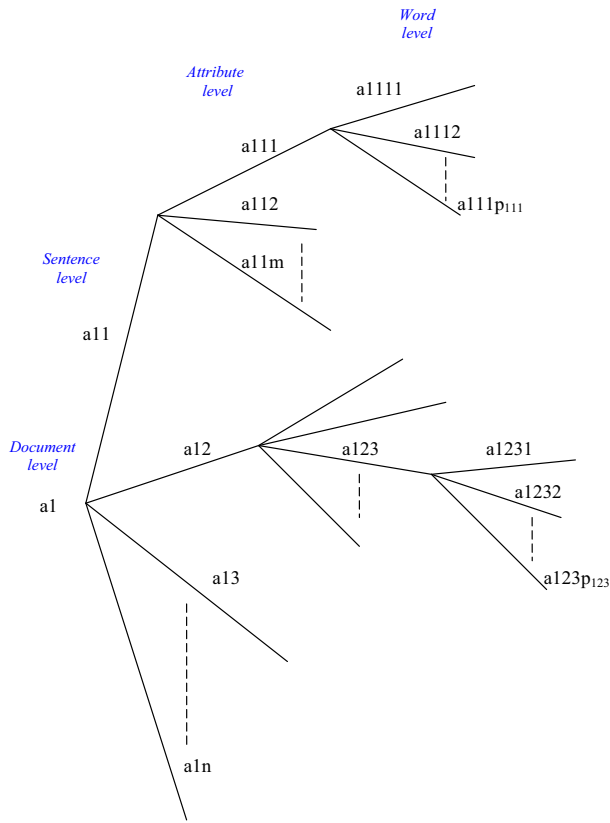 Word
level
Attribute
level
a1111
a1112
a111
a111p₁₁₁
a112
a11m
Sentence
level
a11
Document
level
a12
a123
a1231
a1232
a1
a13
a123p₁₂₃
a1n